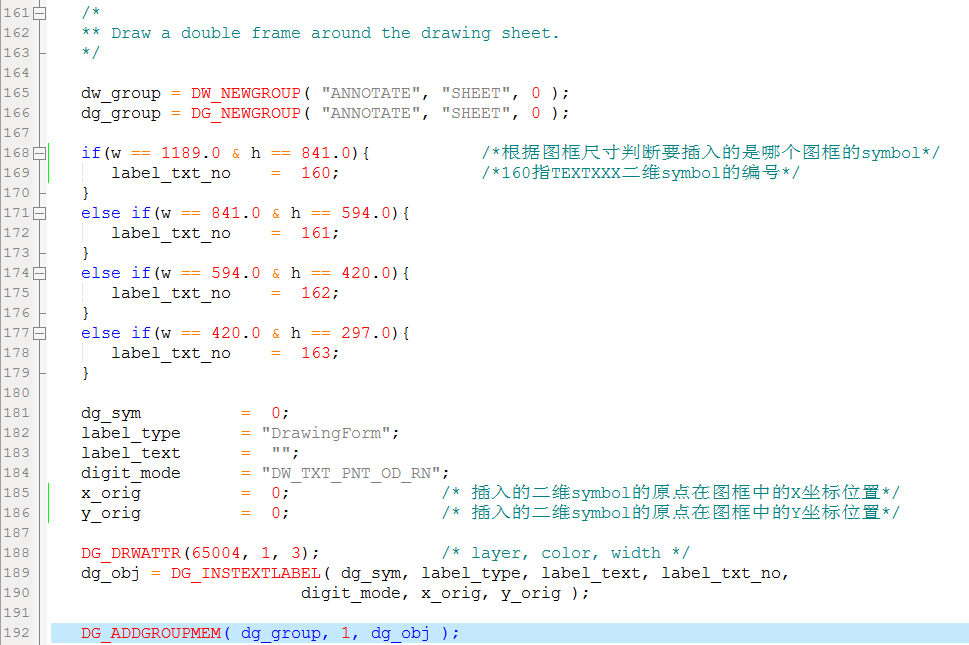 161 /*
162 ** Draw a double frame around the drawing sheet.
163 */
164
165 dw_group = DW_NEWGROUP( "ANNOTATE", "SHEET", 0 );
166 dg_group = DG_NEWGROUP( "ANNOTATE", "SHEET", 0 );
167
168 if(w == 1189.0 & h == 841.0){ /*根据图框尺寸判断要插入的是哪个图框的symbol*/
169 label_txt_no = 160; /*160指TEXTXXX二维symbol的编号*/
170 }
171 else if(w == 841.0 & h == 594.0){
172 label_txt_no = 161;
173 }
174 else if(w == 594.0 & h == 420.0){
175 label_txt_no = 162;
176 }
177 else if(w == 420.0 & h == 297.0){
178 label_txt_no = 163;
179 }
180
181 dg_sym = 0;
182 label_type = "DrawingForm";
183 label_text = "";
184 digit_mode = "DW_TXT_PNT_OD_RN";
185 x_orig = 0; /* 插入的二维symbol的原点在图框中的X坐标位置*/
186 y_orig = 0; /* 插入的二维symbol的原点在图框中的Y坐标位置*/
187
188 DG_DRWATTR(65004, 1, 3); /* layer, color, width */
189 dg_obj = DG_INSTEXTLABEL( dg_sym, label_type, label_text, label_txt_no,
190 digit_mode, x_orig, y_orig );
191
192 DG_ADDGROUPMEM( dg_group, 1, dg_obj );